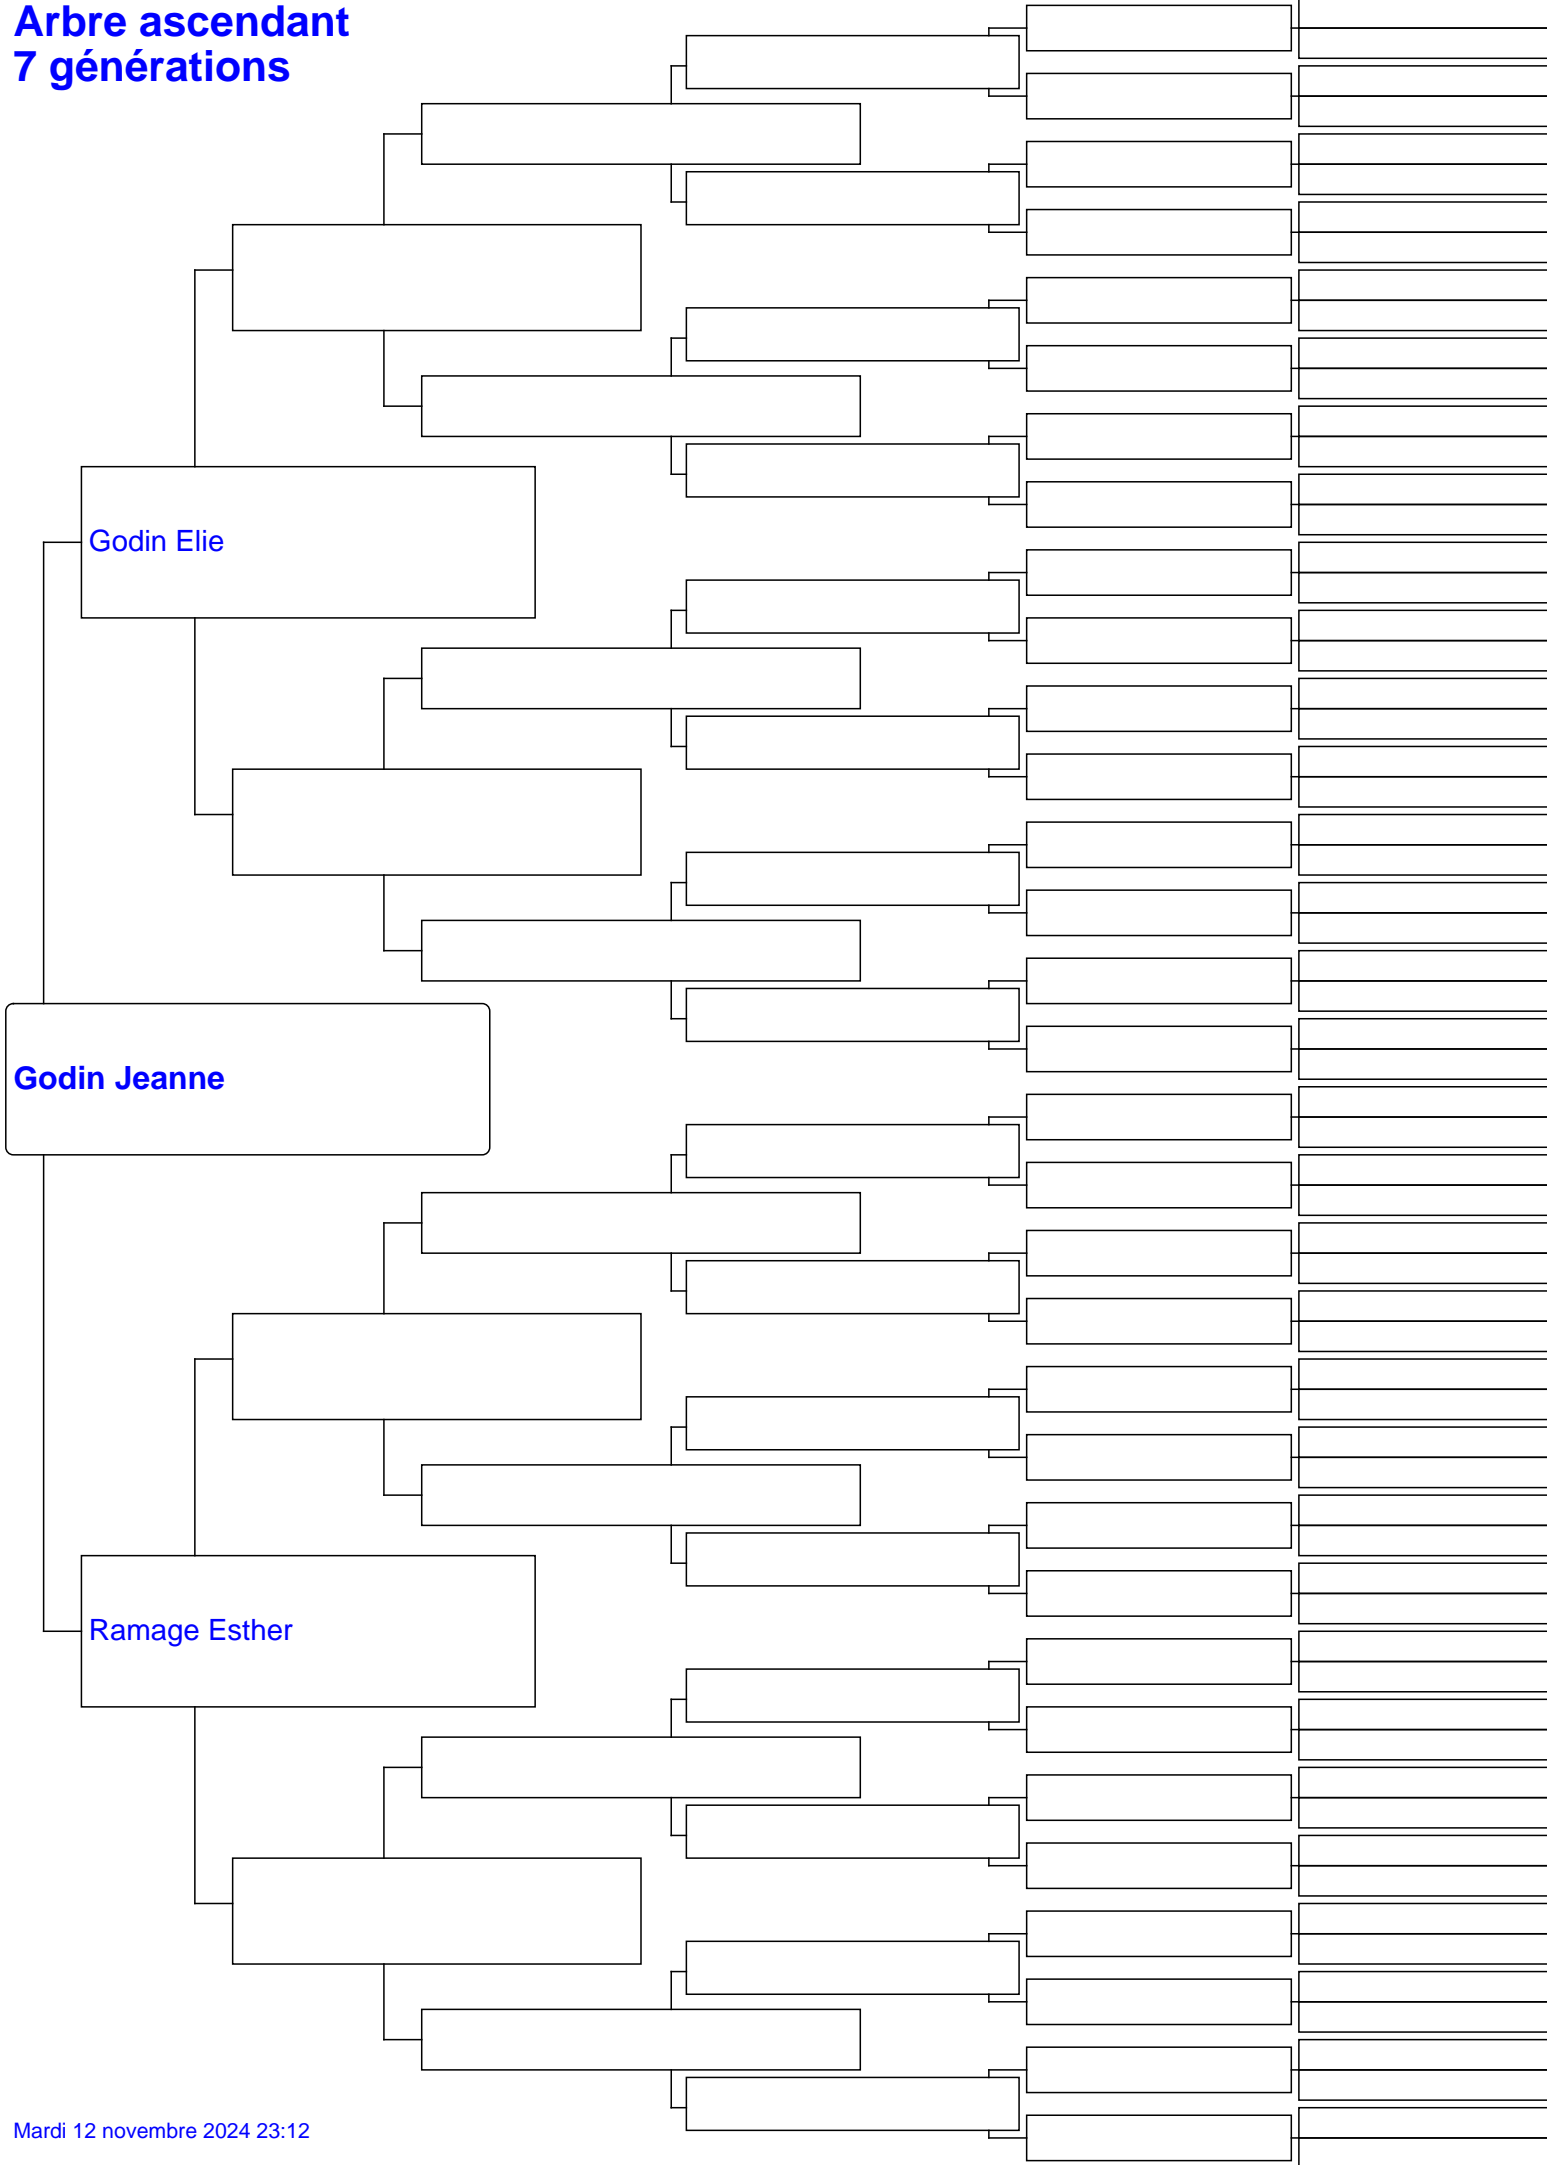 Arbre ascendant
7 générations
Godin Elie
Godin Jeanne
Ramage Esther
Mardi 12 novembre 2024 23:12